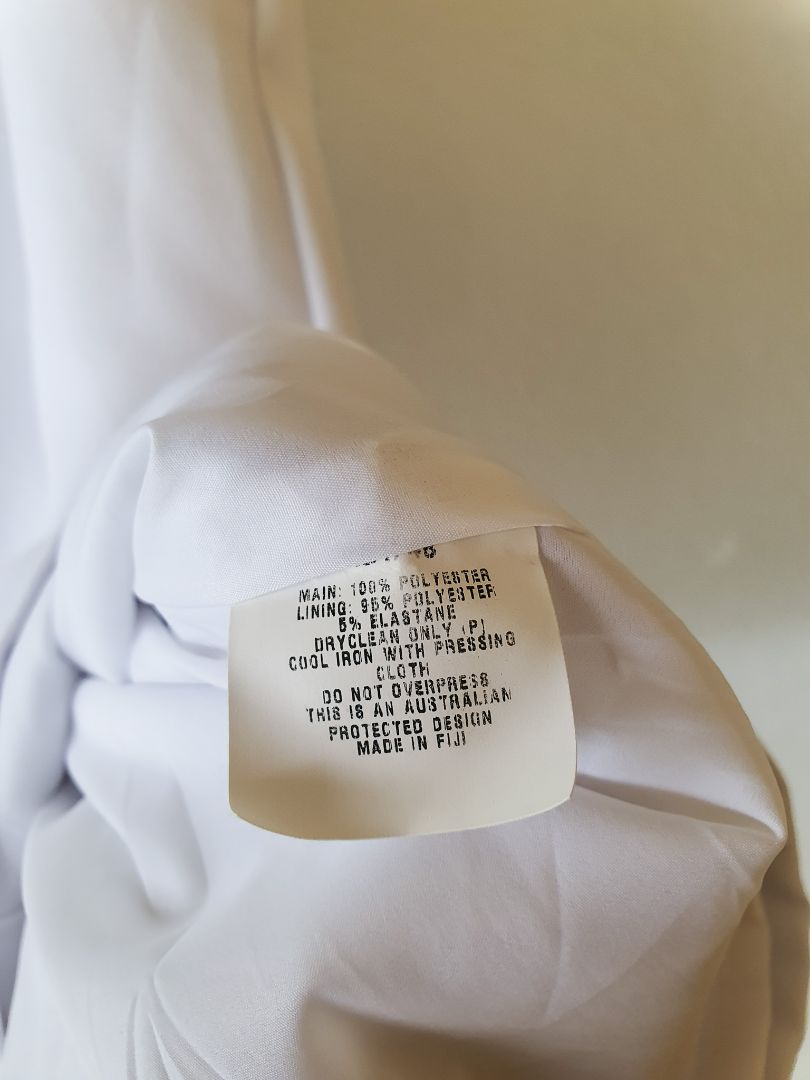 MAIN: 100% POLYESTER
LINING: 95% POLYESTER
5% ELASTANE
DRYCLEAN ONLY (P)
COOL IRON WITH PRESSING
CLOTH
DO NOT OVERPRESS
THIS IS AN AUSTRALIAN
PROTECTED DESIGN
MADE IN FIJI